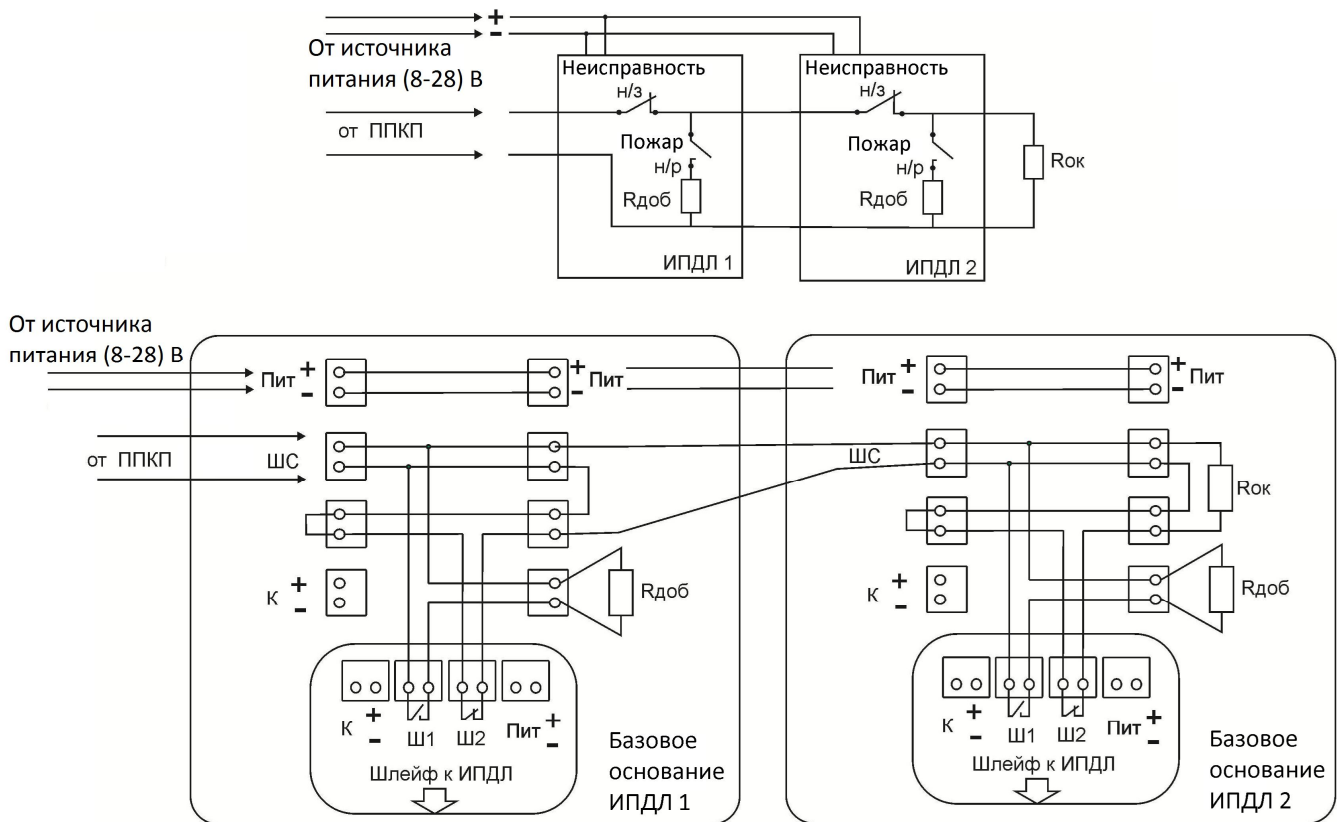 +
-
От источника
питания (8-28) В
от ППКП
Неисправность
н/з
Пожар
н/р
Rдоб
ИПДЛ 1
Неисправность
н/з
Пожар
н/р
Rдоб
ИПДЛ 2
Rок
От источника
питания (8-28) В
Пит + -
+ - Пит
от ППКП
ШС
К + -
Rдоб
К + -
Ш1
Ш2
Пит + -
Шлейф к ИПДЛ
Базовое
основание
ИПДЛ 1
Пит + -
+ - Пит
ШС
Rок
К + -
Rдоб
К + -
Ш1
Ш2
Пит + -
Шлейф к ИПДЛ
Базовое
основание
ИПДЛ 2